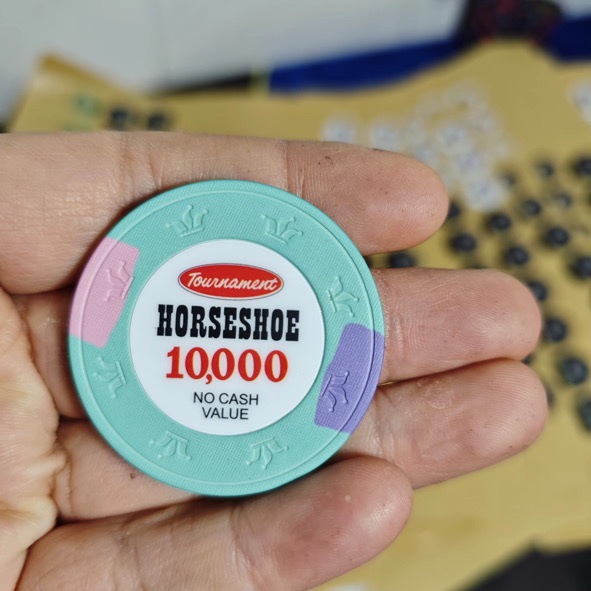 Tournament
HORSESHOE
10,000
NO CASH
VALUE